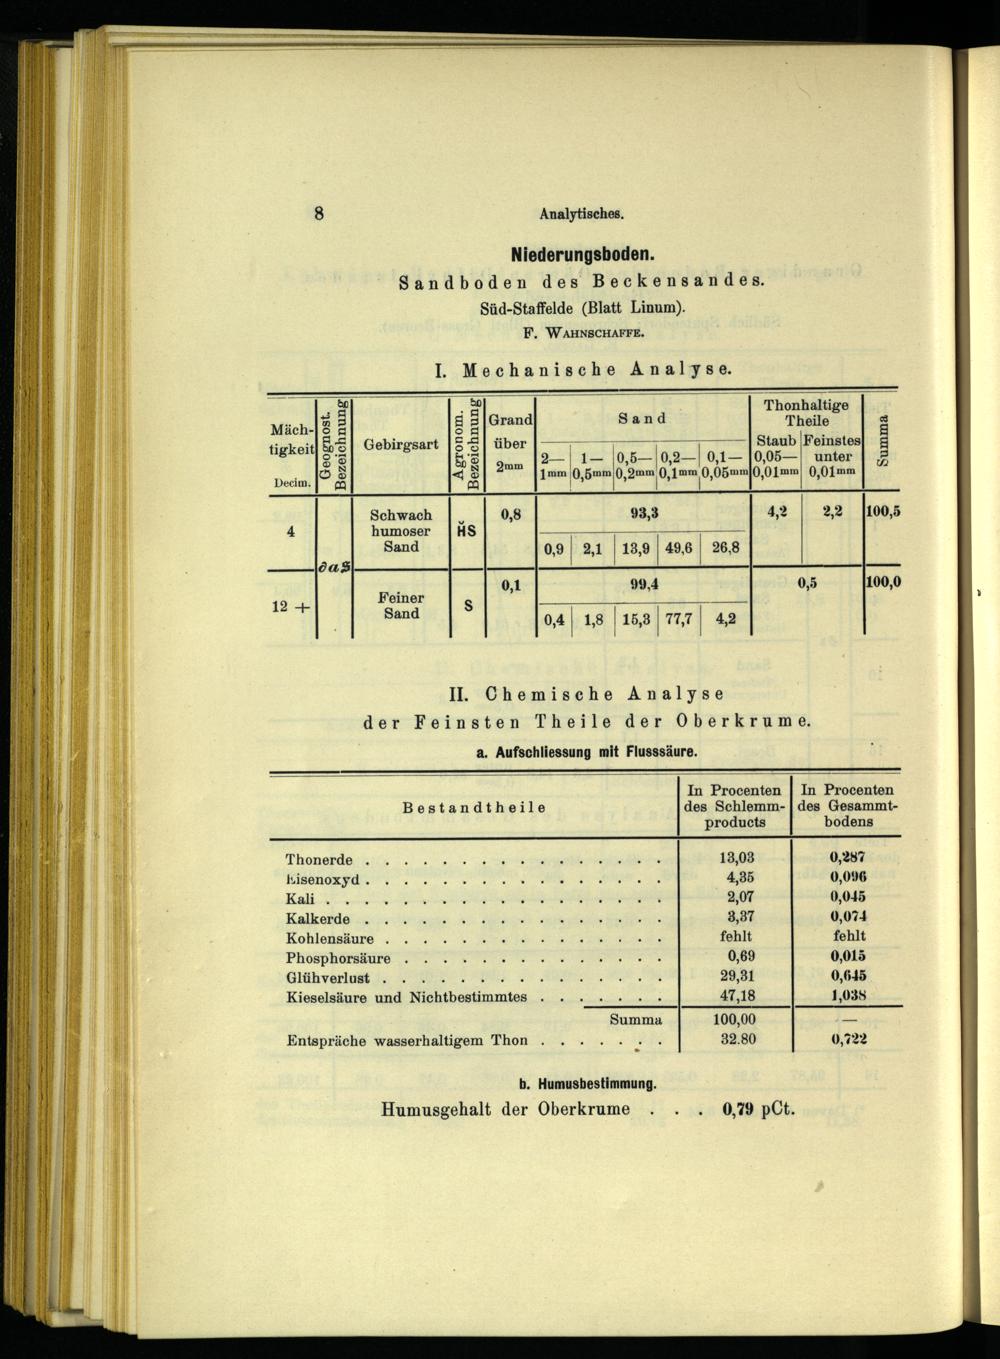 8 Analytisches.
Niederungsboden.
Sandboden des Beckensandes.
Süd-Staffelde (Blatt Linum).
F. WAHNSCHAFFE.
I. Mechanische Analyse.
Mächtigkeit Decim. | Geognost. Bezeichnung | Gebirgsart | Agronom. Bezeichnung | Grand über 2mm | Sand | Thonhaltige Theile | Summa
2—1mm | 1—0,5mm | 0,5—0,2mm | 0,2—0,1mm | 0,1—0,05mm | Staub 0,05—0,01mm | Feinstes unter 0,01mm
4 | ∂as | Schwach humoser Sand | H̆S | 0,8 | 93,3 | 4,2 | 2,2 | 100,5
0,9 | 2,1 | 13,9 | 49,6 | 26,8
12 + | Feiner Sand | S | 0,1 | 99,4 | 0,5 | 100,0
0,4 | 1,8 | 15,3 | 77,7 | 4,2
II. Chemische Analyse
der Feinsten Theile der Oberkrume.
a. Aufschliessung mit Flusssäure.
Bestandtheile | In Procenten des Schlemm-products | In Procenten des Gesammt-bodens
Thonerde . . . . . . . . . . . . . . . . 13,03 | 0,287
Eisenoxyd . . . . . . . . . . . . . . . . 4,35 | 0,096
Kali . . . . . . . . . . . . . . . . . . 2,07 | 0,045
Kalkerde . . . . . . . . . . . . . . . . 3,37 | 0,074
Kohlensäure . . . . . . . . . . . . . . . fehlt | fehlt
Phosphorsäure . . . . . . . . . . . . . . 0,69 | 0,015
Glühverlust . . . . . . . . . . . . . . . 29,31 | 0,645
Kieselsäure und Nichtbestimmtes . . . . . . . 47,18 | 1,038
Summa 100,00 | —
Entspräche wasserhaltigem Thon . . . . . . . 32.80 | 0,722
b. Humusbestimmung.
Humusgehalt der Oberkrume . . . 0,79 pCt.